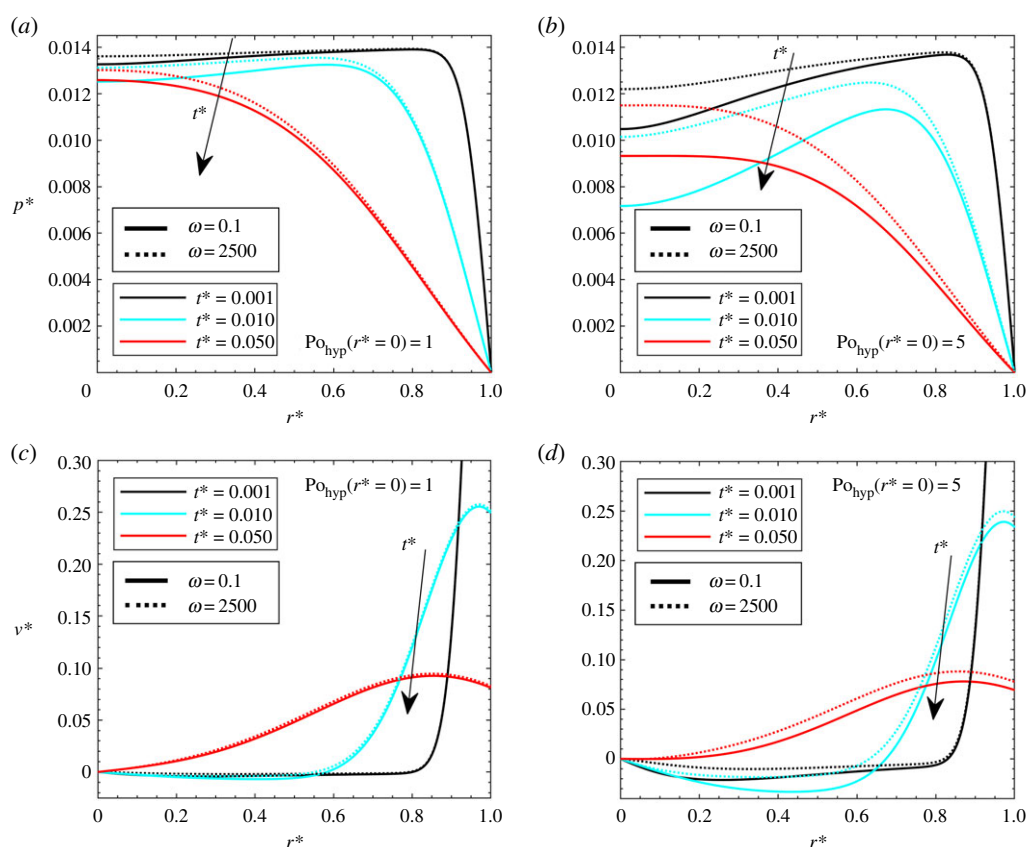 (a)
0.014
0.012
0.010
0.008
0.006
0.004
0.002
p*
t*
ω = 0.1
ω = 2500
t* = 0.001
t* = 0.010
t* = 0.050
Po_hyp(r* = 0) = 1
0 0.2 0.4 0.6 0.8 1.0
r*
(b)
0.014
0.012
0.010
0.008
0.006
0.004
0.002
t*
ω = 0.1
ω = 2500
t* = 0.001
t* = 0.010
t* = 0.050
Po_hyp(r* = 0) = 5
0 0.2 0.4 0.6 0.8 1.0
r*
(c)
0.30
0.25
0.20
0.15
0.10
0.05
0
v*
t* = 0.001
t* = 0.010
t* = 0.050
Po_hyp(r* = 0) = 1
t*
ω = 0.1
ω = 2500
0 0.2 0.4 0.6 0.8 1.0
r*
(d)
0.30
0.25
0.20
0.15
0.10
0.05
0
t* = 0.001
t* = 0.010
t* = 0.050
Po_hyp(r* = 0) = 5
t*
ω = 0.1
ω = 2500
0 0.2 0.4 0.6 0.8 1.0
r*